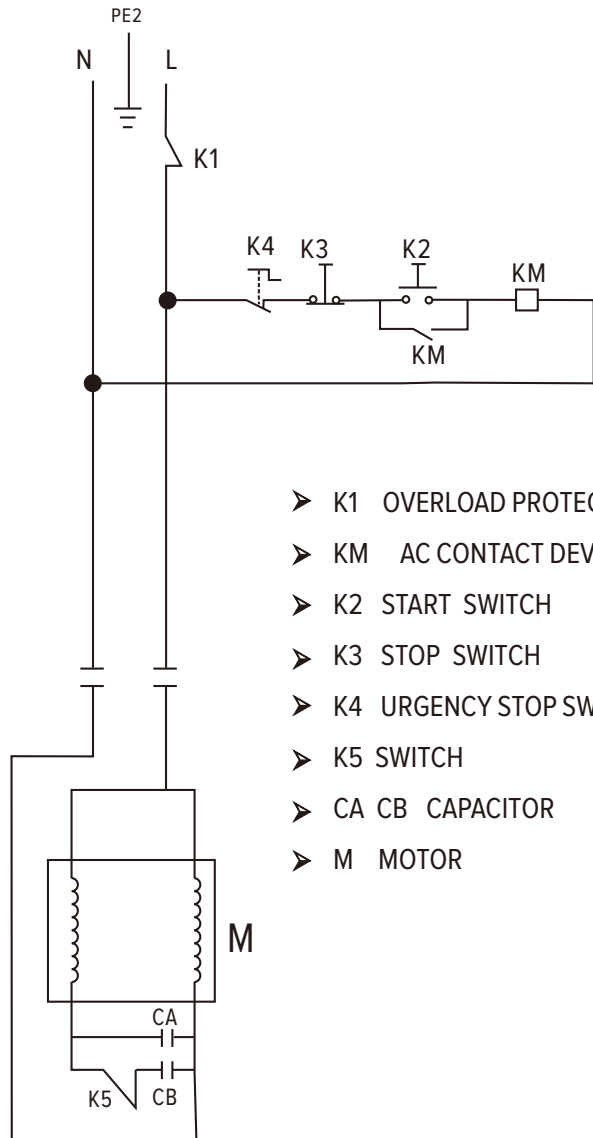 PE2
N L
K1
K4 K3 K2 KM
KM
K1 OVERLOAD PROTEC
KM AC CONTACT DEV
K2 START SWITCH
K3 STOP SWITCH
K4 URGENCY STOP SW
K5 SWITCH
CA CB CAPACITOR
M MOTOR
M
CA
K5 CB